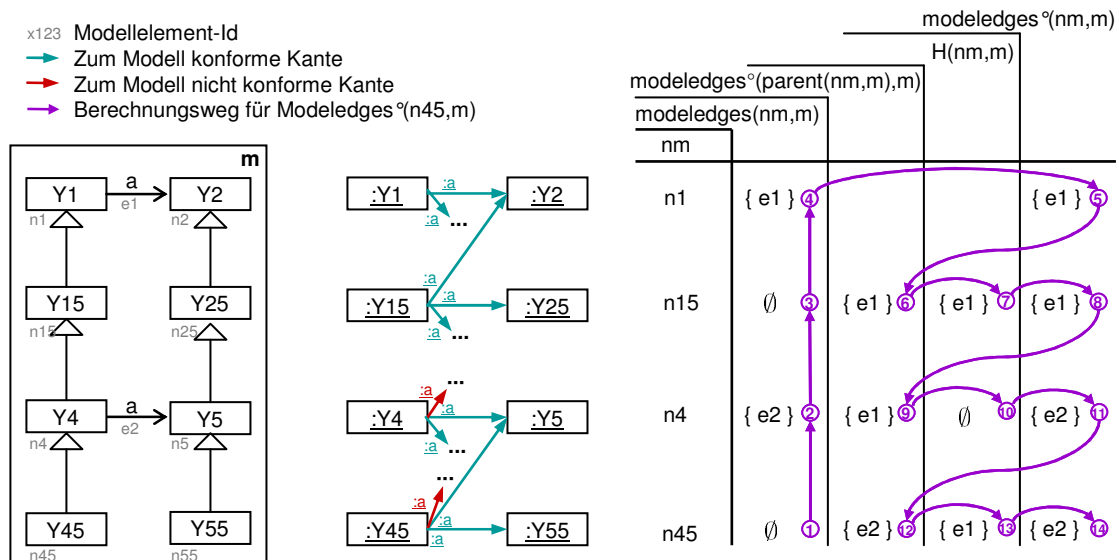 x123 Modellelement-Id
Zum Modell konforme Kante
Zum Modell nicht konforme Kante
Berechnungsweg für Modeledges°(n45,m)
m
Y1 a Y2
n1 e1 n2
Y15 Y25
n15 n25
Y4 a Y5
n4 e2 n5
Y45 Y55
n45 n55
:Y1 :a :Y2
:a ...
:a
:Y15 :Y25
:a
:a ...
...
:a :a
:Y4 :Y5
:a ...
...
:a :a
:Y45 :Y55
:a
modeledges°(nm,m)
H(nm,m)
modeledges°(parent(nm,m),m)
modeledges(nm,m)
nm
n1 { e1 } 4 { e1 } 5
n15 ∅ 3 { e1 } 6 { e1 } 7 { e1 } 8
n4 { e2 } 2 { e1 } 9 ∅ 10 { e2 } 11
n45 ∅ 1 { e2 } 12 { e1 } 13 { e2 } 14